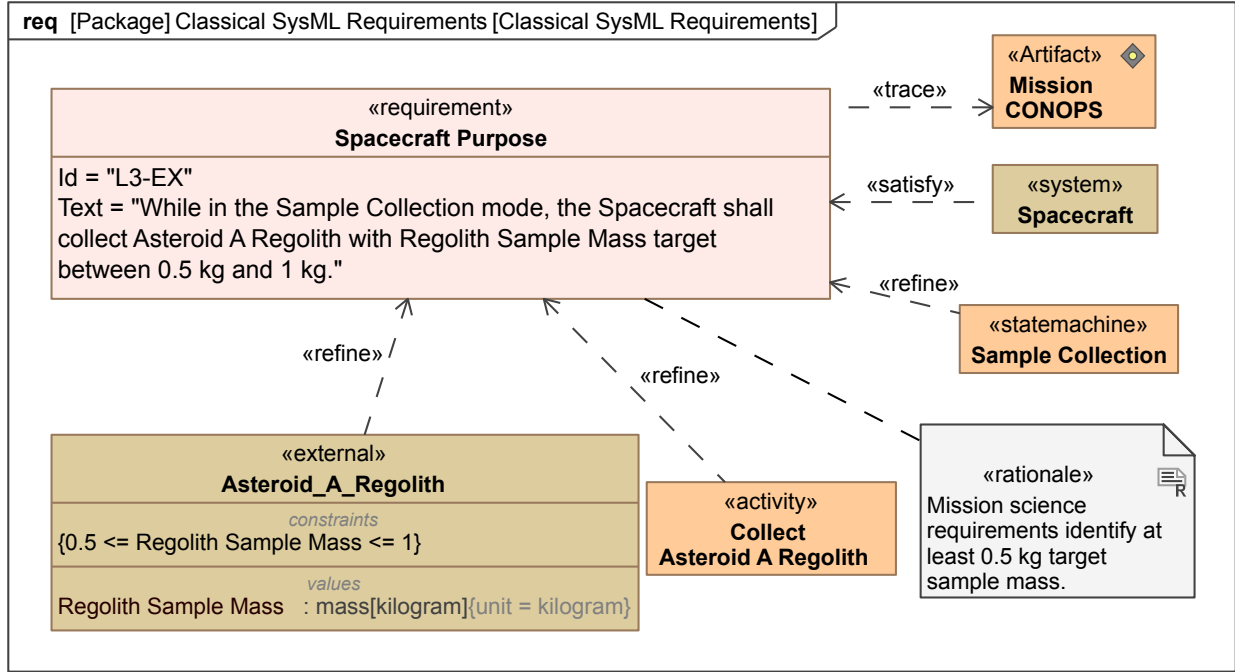 req [Package] Classical SysML Requirements [Classical SysML Requirements]
«Artifact»
Mission
CONOPS
«trace»
«requirement»
Spacecraft Purpose
Id = "L3-EX"
Text = "While in the Sample Collection mode, the Spacecraft shall
collect Asteroid A Regolith with Regolith Sample Mass target
between 0.5 kg and 1 kg."
«satisfy»
«system»
Spacecraft
«refine»
«statemachine»
Sample Collection
«refine»
«refine»
«external»
Asteroid_A_Regolith
constraints
{0.5 <= Regolith Sample Mass <= 1}
values
Regolith Sample Mass : mass[kilogram]{unit = kilogram}
«activity»
Collect
Asteroid A Regolith
«rationale»
R
Mission science
requirements identify at
least 0.5 kg target
sample mass.